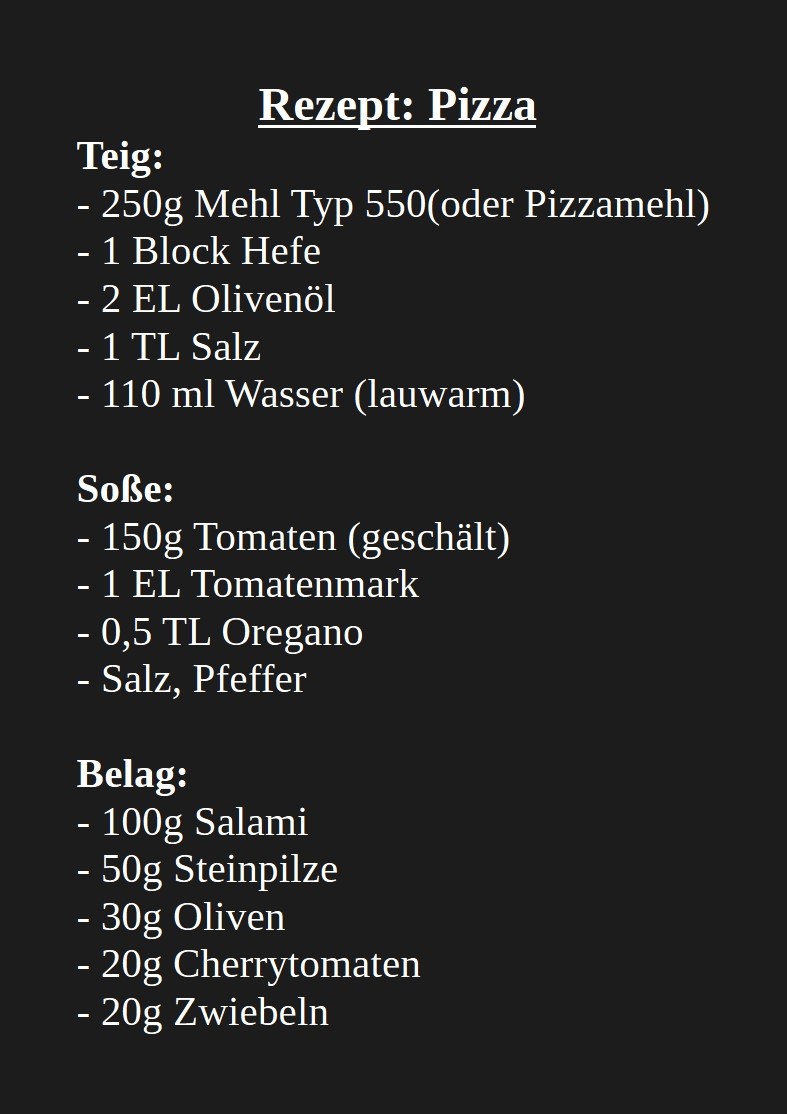 Rezept: Pizza
Teig:
- 250g Mehl Typ 550(oder Pizzamehl)
- 1 Block Hefe
- 2 EL Olivenöl
- 1 TL Salz
- 110 ml Wasser (lauwarm)
Soße:
- 150g Tomaten (geschält)
- 1 EL Tomatenmark
- 0,5 TL Oregano
- Salz, Pfeffer
Belag:
- 100g Salami
- 50g Steinpilze
- 30g Oliven
- 20g Cherrytomaten
- 20g Zwiebeln